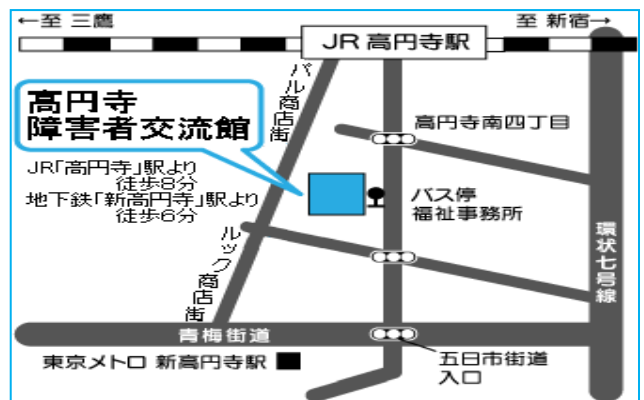 ←至 三鷹
至 新宿→
JR 高円寺駅
パル商店街
高円寺
障害者交流館
高円寺南四丁目
JR「高円寺」駅より
徒歩8分
地下鉄「新高円寺」駅より
徒歩6分
バス停
福祉事務所
ルック商店街
環状七号線
青梅街道
東京メトロ 新高円寺駅
五日市街道
入口